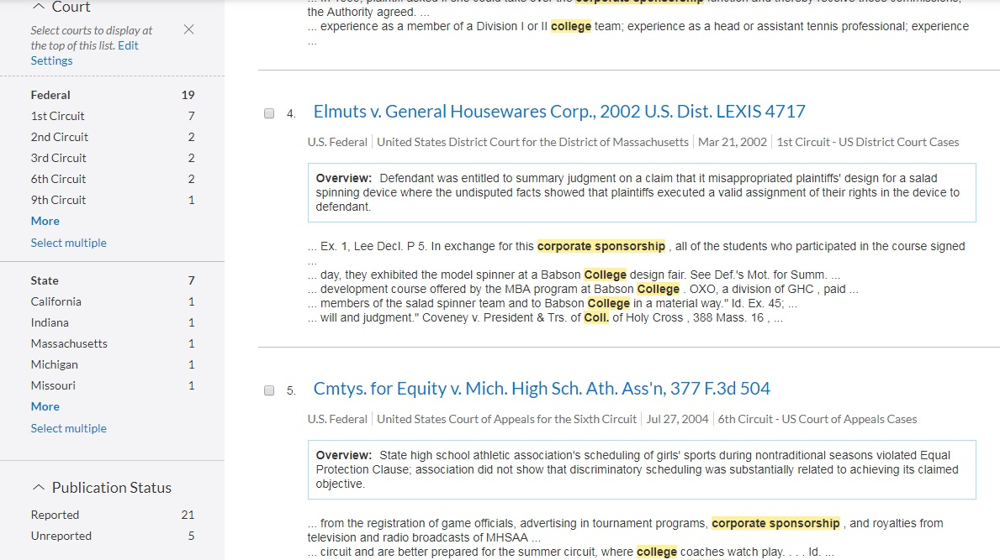 Court
Select courts to display at
the top of this list. Edit
Settings
Federal 19
1st Circuit 7
2nd Circuit 2
3rd Circuit 2
6th Circuit 2
9th Circuit 1
More
Select multiple
State 7
California 1
Indiana 1
Massachusetts 1
Michigan 1
Missouri 1
More
Select multiple
Publication Status
Reported 21
Unreported 5
the Authority agreed. ...
... experience as a member of a Division I or II college team; experience as a head or assistant tennis professional; experience
...
4. Elmuts v. General Housewares Corp., 2002 U.S. Dist. LEXIS 4717
U.S. Federal | United States District Court for the District of Massachusetts | Mar 21, 2002 | 1st Circuit - US District Court Cases
Overview: Defendant was entitled to summary judgment on a claim that it misappropriated plaintiffs' design for a salad
spinning device where the undisputed facts showed that plaintiffs executed a valid assignment of their rights in the device to
defendant.
... Ex. 1, Lee Decl. P 5. In exchange for this corporate sponsorship , all of the students who participated in the course signed
...
... day, they exhibited the model spinner at a Babson College design fair. See Def.'s Mot. for Summ. ...
... development course offered by the MBA program at Babson College . OXO, a division of GHC , paid ...
... members of the salad spinner team and to Babson College in a material way." Id. Ex. 45; ...
... will and judgment." Coveney v. President & Trs. of Coll. of Holy Cross , 388 Mass. 16 , ...
5. Cmtys. for Equity v. Mich. High Sch. Ath. Ass'n, 377 F.3d 504
U.S. Federal | United States Court of Appeals for the Sixth Circuit | Jul 27, 2004 | 6th Circuit - US Court of Appeals Cases
Overview: State high school athletic association's scheduling of girls' sports during nontraditional seasons violated Equal
Protection Clause; association did not show that discriminatory scheduling was substantially related to achieving its claimed
objective.
... from the registration of game officials, advertising in tournament programs, corporate sponsorship , and royalties from
television and radio broadcasts of MHSAA ...
... circuit and are better prepared for the summer circuit, where college coaches watch play. . . . Id. ...